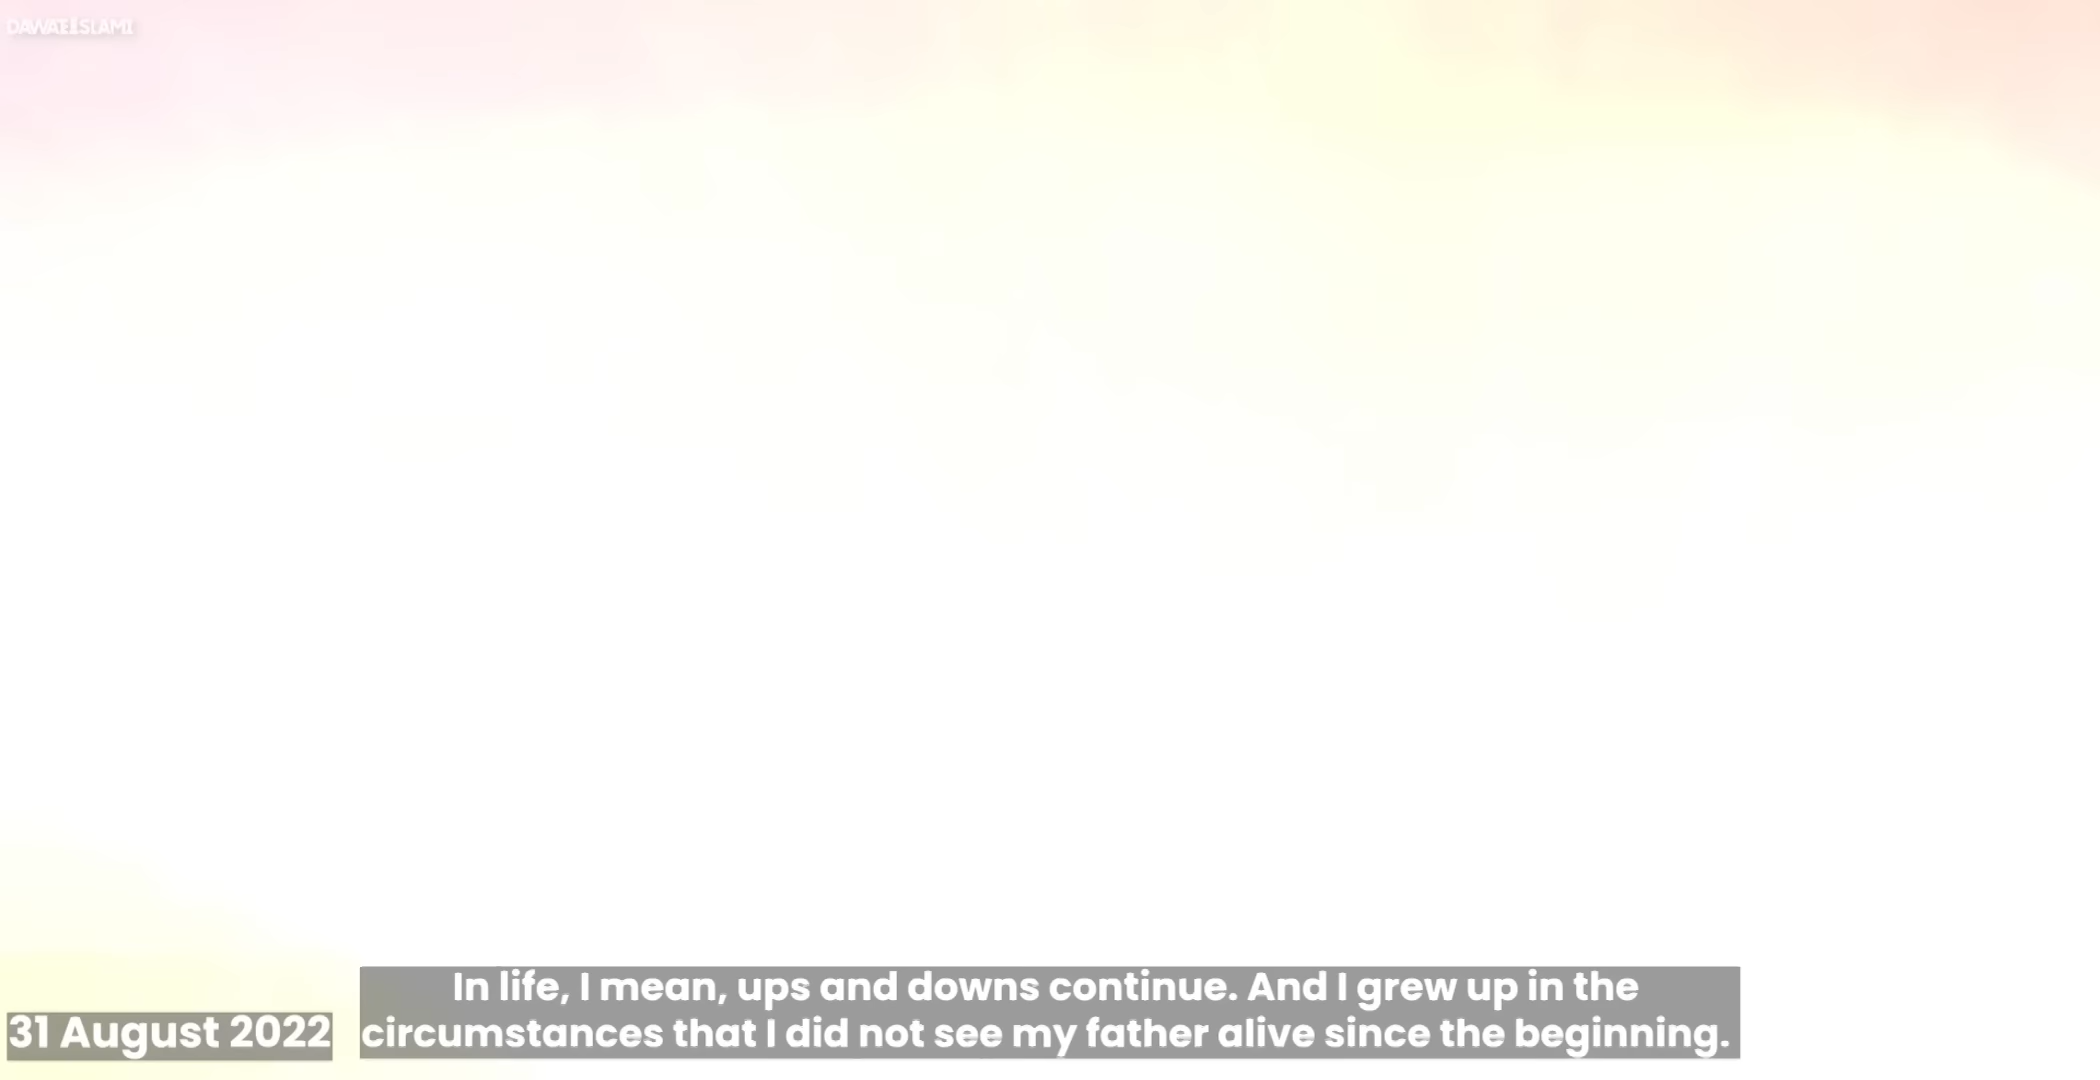 DAWATEISLAMI
In life, I mean, ups and downs continue. And I grew up in the
circumstances that I did not see my father alive since the beginning.
31 August 2022